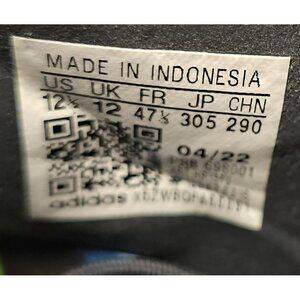 MADE IN INDONESIA
US UK FR JP CHN
12½ 12 47⅓ 305 290
04/22
adidas